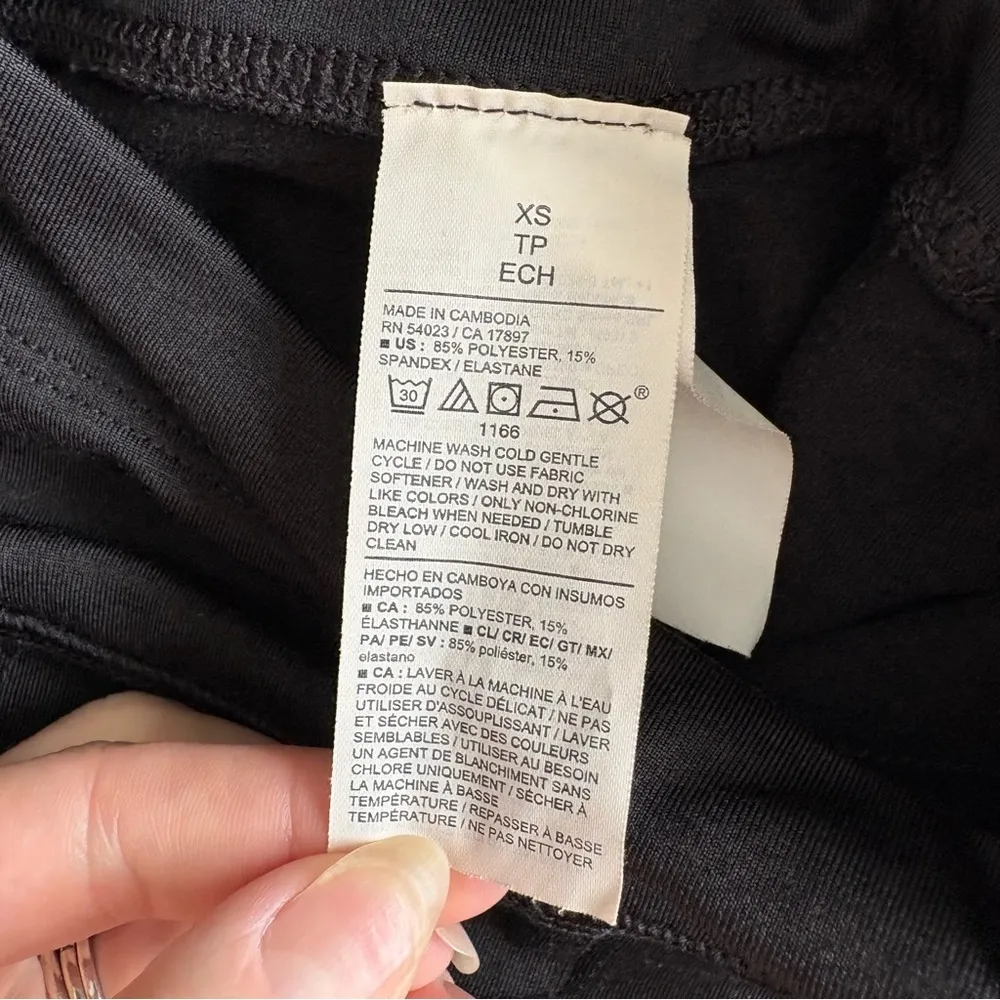 XS
TP
ECH
MADE IN CAMBODIA
RN 54023 / CA 17897
US : 85% POLYESTER, 15%
SPANDEX / ELASTANE
30 ®
1166
MACHINE WASH COLD GENTLE
CYCLE / DO NOT USE FABRIC
SOFTENER / WASH AND DRY WITH
LIKE COLORS / ONLY NON-CHLORINE
BLEACH WHEN NEEDED / TUMBLE
DRY LOW / COOL IRON / DO NOT DRY
CLEAN
HECHO EN CAMBOYA CON INSUMOS
IMPORTADOS
CA : 85% POLYESTER, 15%
ÉLASTHANNE CL/ CR/ EC/ GT/ MX/
PA/ PE/ SV : 85% poliéster, 15%
elastano
CA : LAVER À LA MACHINE À L'EAU
FROIDE AU CYCLE DÉLICAT / NE PAS
UTILISER D'ASSOUPLISSANT / LAVER
ET SÉCHER AVEC DES COULEURS
SEMBLABLES / UTILISER AU BESOIN
UN AGENT DE BLANCHIMENT SANS
CHLORE UNIQUEMENT / SÉCHER À
LA MACHINE À BASSE
TEMPÉRATURE / REPASSER À BASSE
TEMPÉRATURE / NE PAS NETTOYER